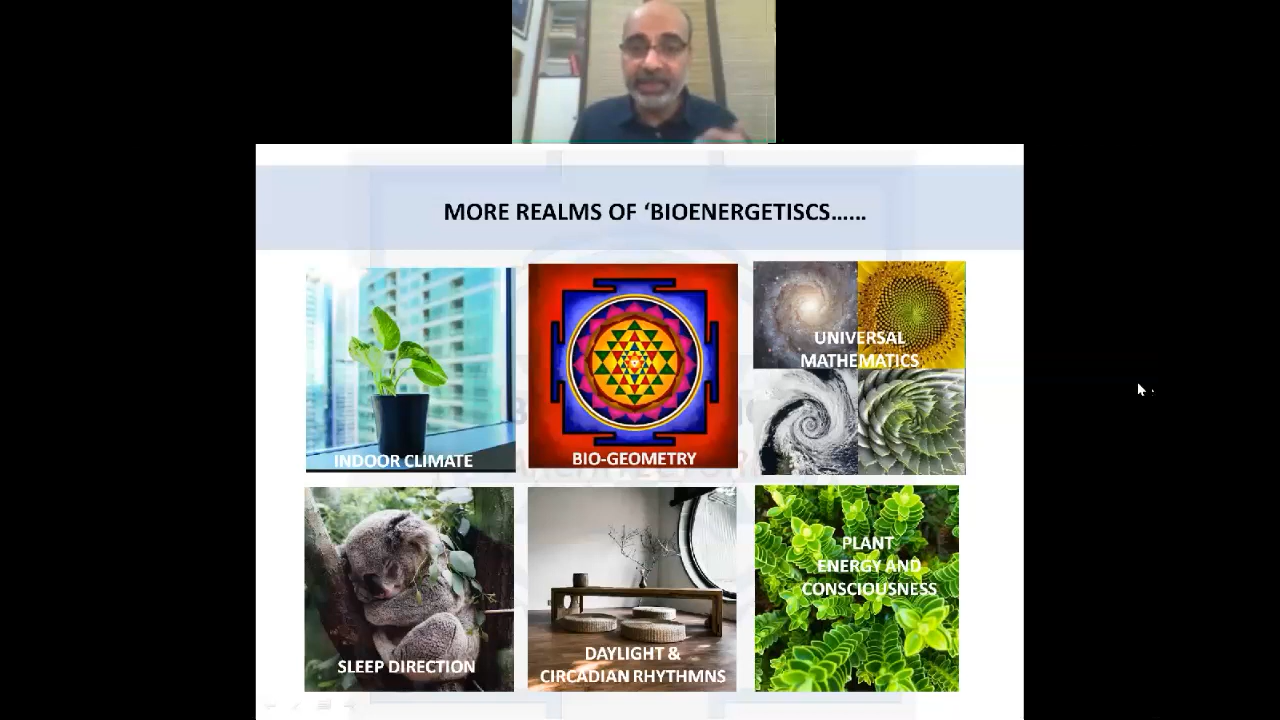 MORE REALMS OF ‘BIOENERGETISCS……
INDOOR CLIMATE
BIO-GEOMETRY
UNIVERSAL
MATHEMATICS
SLEEP DIRECTION
DAYLIGHT &
CIRCADIAN RHYTHMNS
PLANT
ENERGY AND
CONSCIOUSNESS